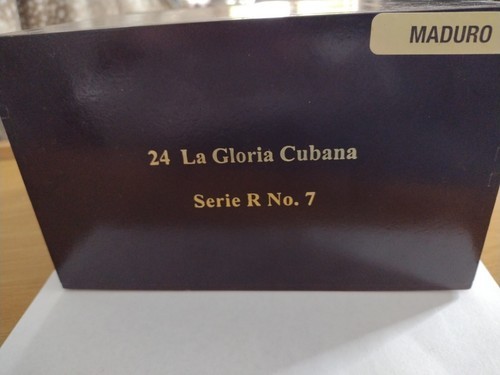 MADURO
24 La Gloria Cubana
Serie R No. 7